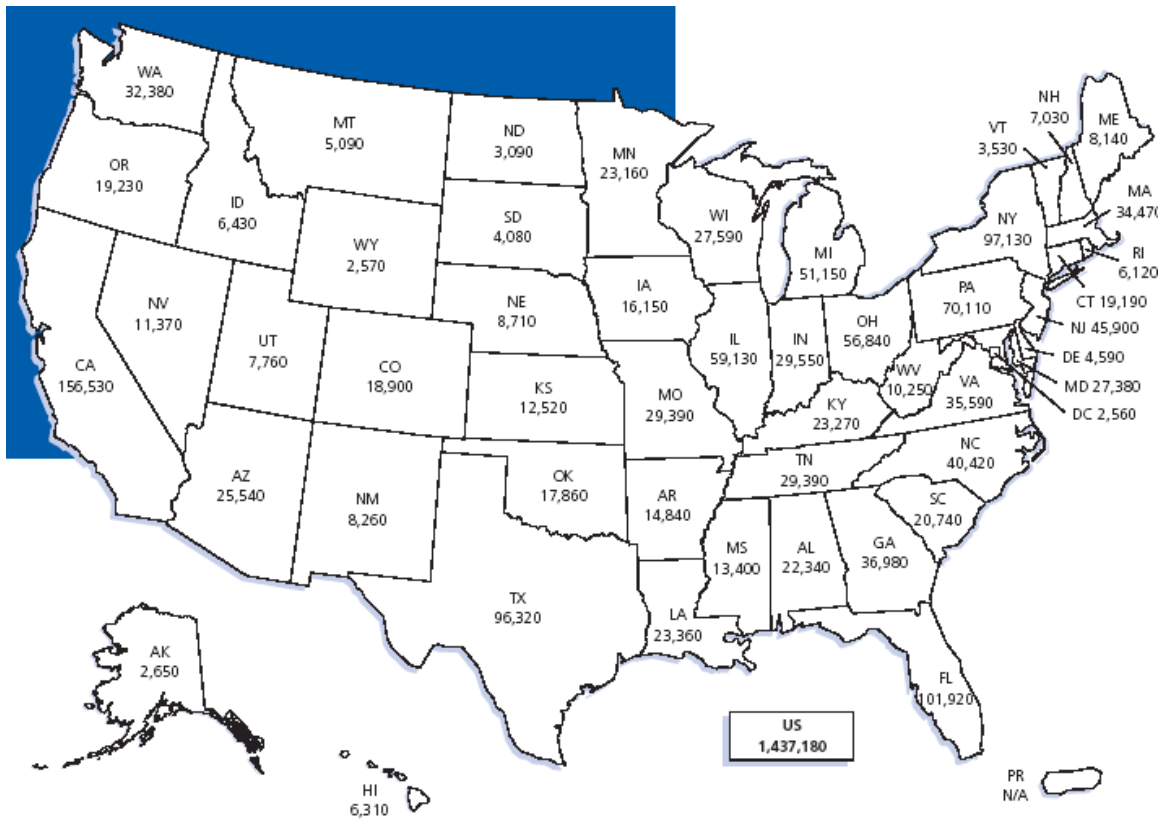 WA
32,380
OR
19,230
CA
156,530
ID
6,430
NV
11,370
MT
5,090
WY
2,570
UT
7,760
AZ
25,540
CO
18,900
NM
8,260
ND
3,090
SD
4,080
NE
8,710
KS
12,520
OK
17,860
TX
96,320
MN
23,160
IA
16,150
MO
29,390
AR
14,840
LA
23,360
WI
27,590
IL
59,130
MI
51,150
IN
29,550
OH
56,840
KY
23,270
TN
29,390
MS
13,400
AL
22,340
GA
36,980
FL
101,920
SC
20,740
NC
40,420
VA
35,590
WV
10,250
PA
70,110
NY
97,130
VT
3,530
NH
7,030
ME
8,140
MA
34,470
RI
6,120
CT 19,190
NJ 45,900
DE 4,590
MD 27,380
DC 2,560
AK
2,650
HI
6,310
US
1,437,180
PR
N/A